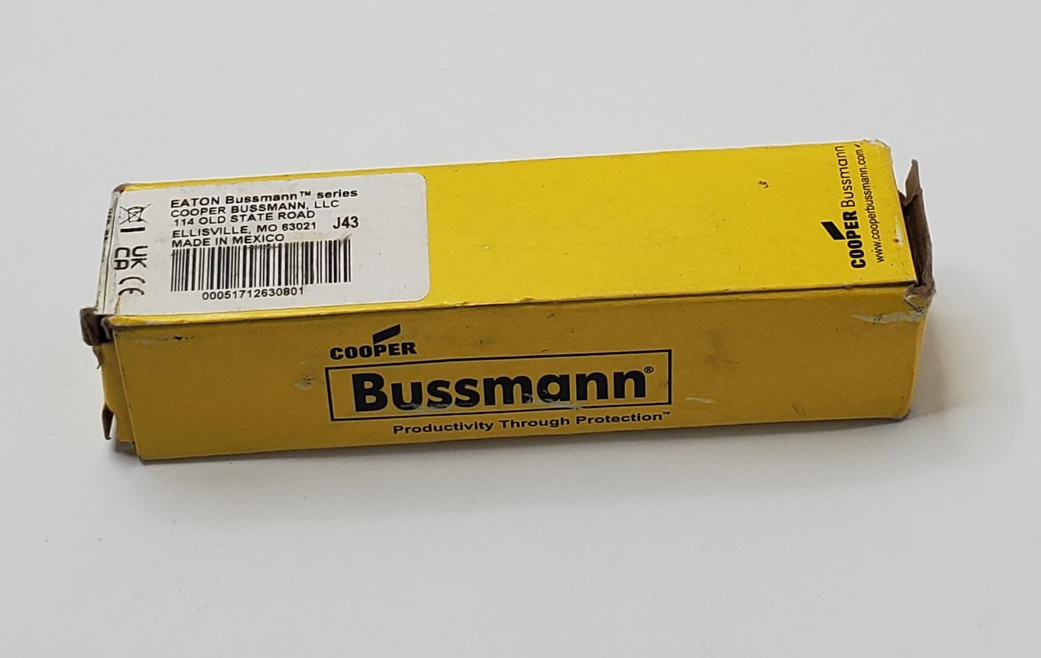 EATON Bussmann™ series
COOPER BUSSMANN, LLC
114 OLD STATE ROAD
ELLISVILLE, MO 63021 J43
MADE IN MEXICO
00051712630801
UK
CA
CE
COOPER Bussmann
www.cooperbussmann.com
COOPER
Bussmann®
Productivity Through Protection™